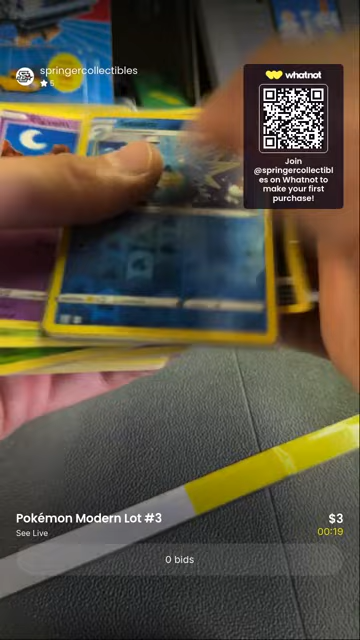 springercollectibles
★ 5
whatnot
Join
@springercollectibl
es on Whatnot to
make your first
purchase!
Pokémon Modern Lot #3
$3
See Live
00:19
0 bids